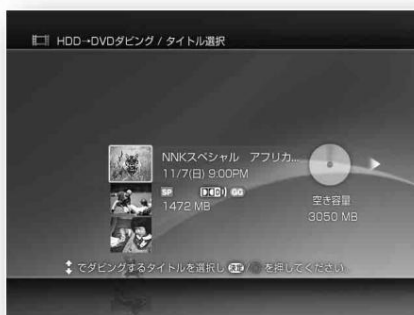 HDD→DVDダビング / タイトル選択
NNKスペシャル アフリカ...
11/7(日) 9:00PM
SP
1472 MB
空き容量
3050 MB
でダビングするタイトルを選択し 決定 / を押してください。